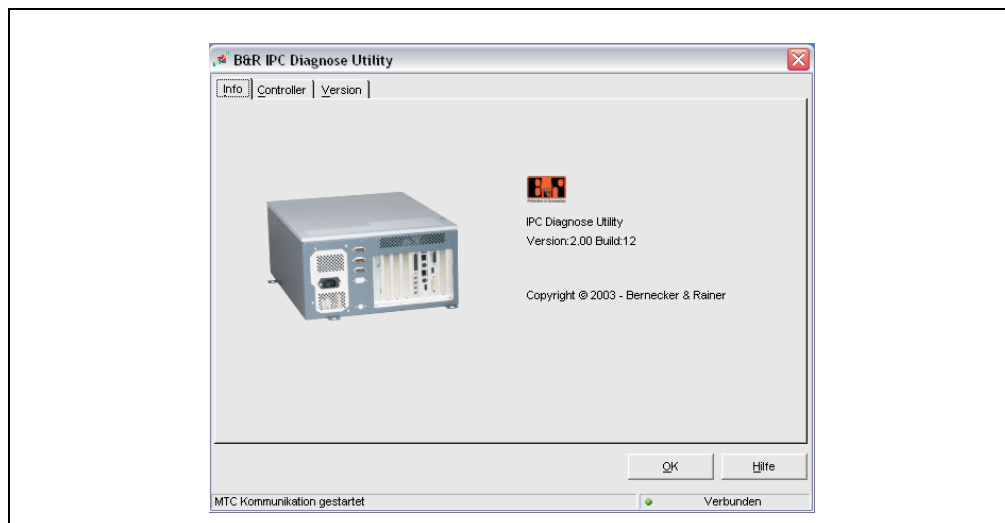 B&R IPC Diagnose Utility
Info
Controller
Version
B&R
IPC Diagnose Utility
Version:2.00 Build:12
Copyright © 2003 - Bernecker & Rainer
OK
Hilfe
MTC Kommunikation gestartet
Verbunden